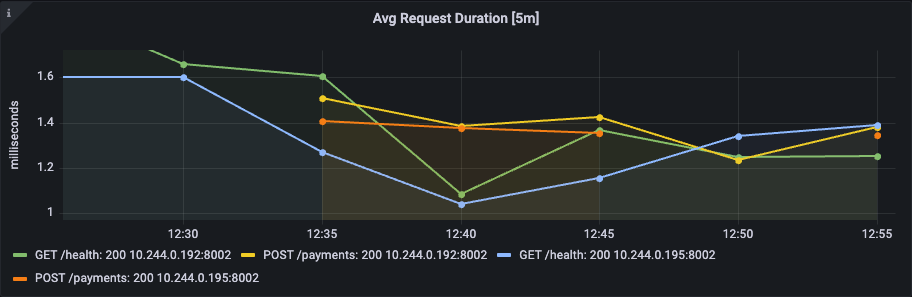 i
Avg Request Duration [5m]
milliseconds
1.6
1.4
1.2
1
12:30 12:35 12:40 12:45 12:50 12:55
GET /health: 200 10.244.0.192:8002 POST /payments: 200 10.244.0.192:8002 GET /health: 200 10.244.0.195:8002
POST /payments: 200 10.244.0.195:8002